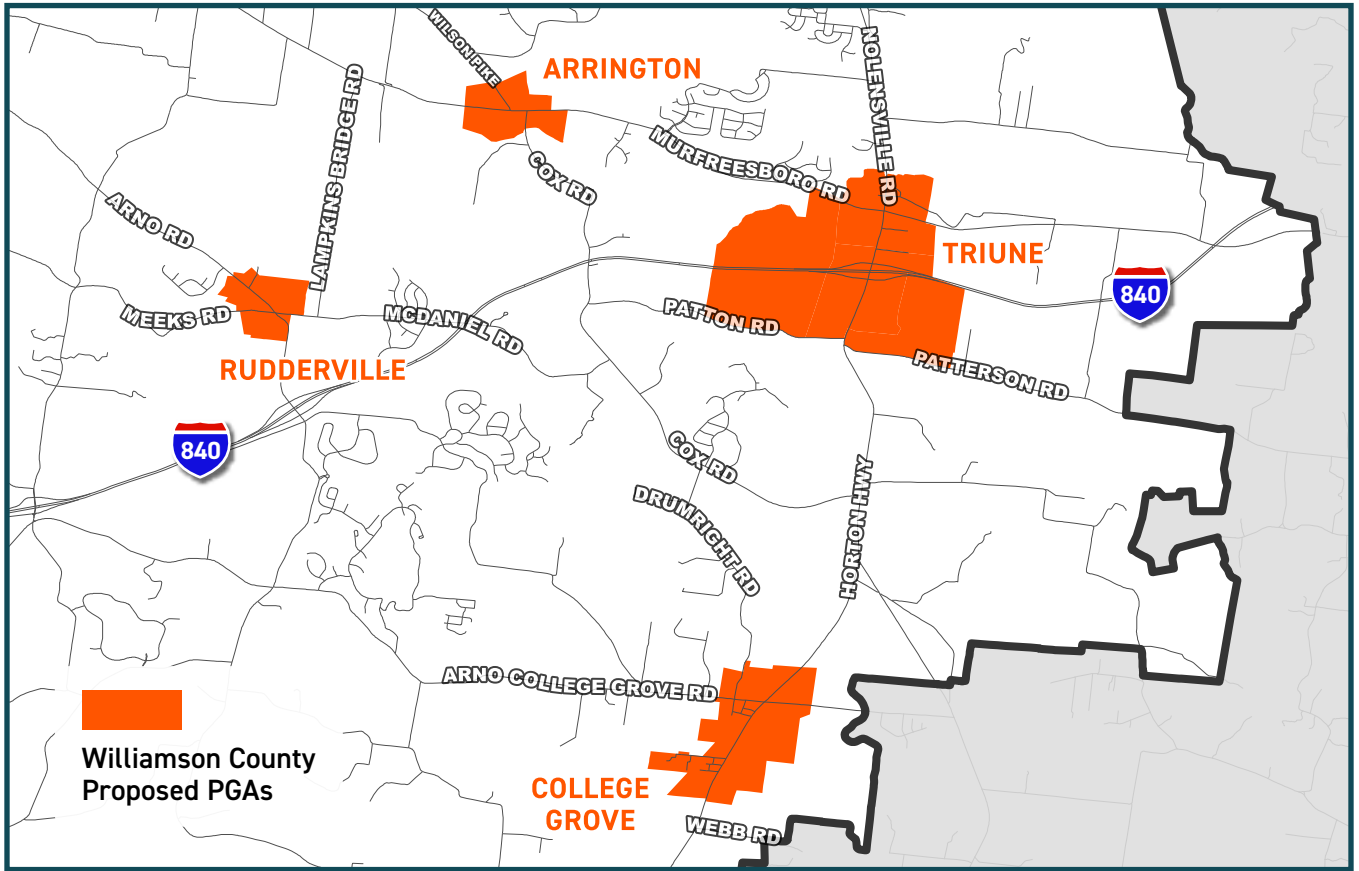 WILSON PIKE
ARRINGTON
NOLENSVILLE RD
LAMPKINS BRIDGE RD
MURFREESBORO RD
COX RD
ARNO RD
TRIUNE
840
MEEKS RD
MCDANIEL RD
PATTON RD
RUDDERVILLE
PATTERSON RD
840
COX RD
DRUMRIGHT RD
HORTON HWY
ARNO COLLEGE GROVE RD
Williamson County
Proposed PGAs
COLLEGE
GROVE
WEBB RD